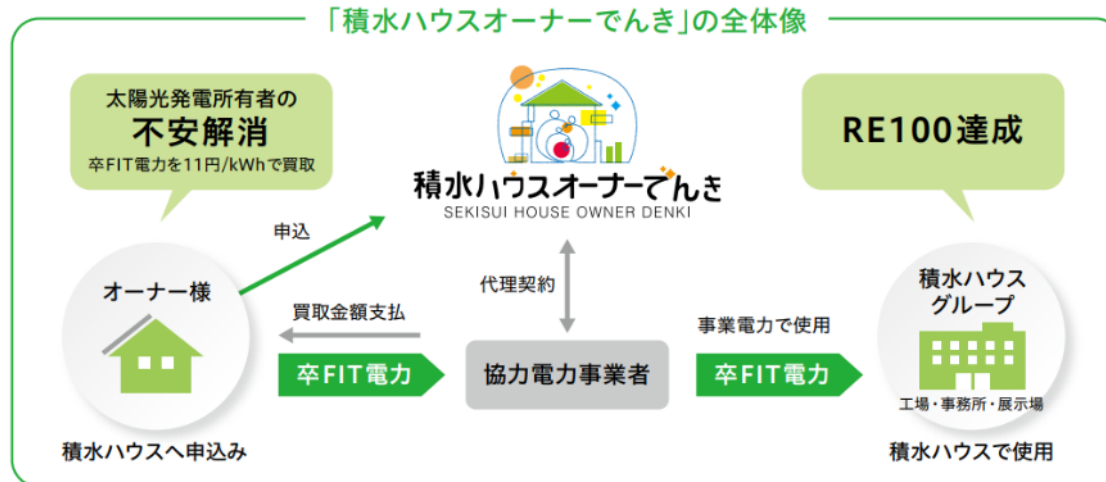 「積水ハウスオーナーでんき」の全体像
太陽光発電所有者の
不安解消
卒FIT電力を11円/kWhで買取
積水ハウスオーナーでんき
SEKISUI HOUSE OWNER DENKI
RE100達成
申込
オーナー様
買取金額支払
卒FIT電力
代理契約
協力電力事業者
事業電力で使用
卒FIT電力
積水ハウス
グループ
工場・事務所・展示場
積水ハウスへ申込み
積水ハウスで使用